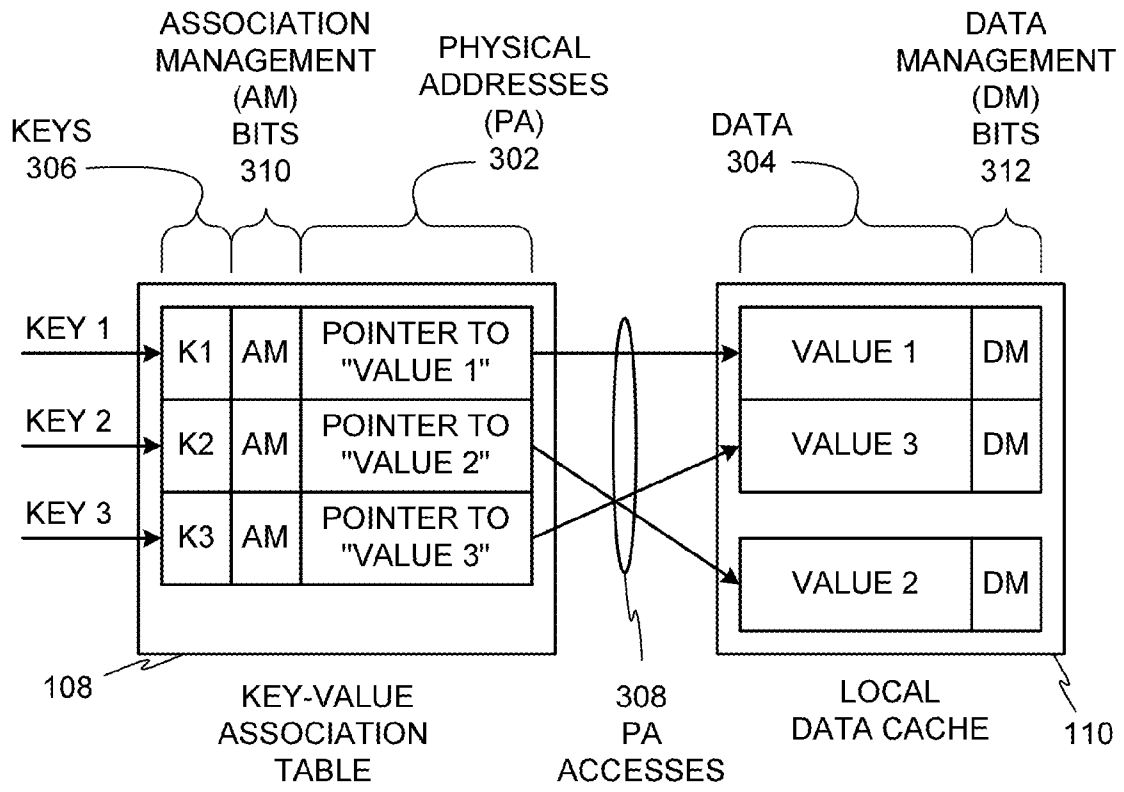 ASSOCIATION
MANAGEMENT
(AM)
BITS
310
PHYSICAL
ADDRESSES
(PA)
302
DATA
MANAGEMENT
(DM)
BITS
312
KEYS
306
DATA
304
KEY 1
K1 AM POINTER TO
"VALUE 1"
VALUE 1 DM
KEY 2
K2 AM POINTER TO
"VALUE 2"
VALUE 3 DM
KEY 3
K3 AM POINTER TO
"VALUE 3"
VALUE 2 DM
108
KEY-VALUE
ASSOCIATION
TABLE
308
PA
ACCESSES
LOCAL
DATA CACHE
110